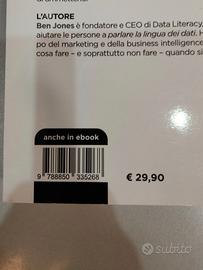 L'AUTORE
Ben Jones è fondatore e CEO di Data Literacy,
aiutare le persone a parlare la lingua dei dati. H
po del marketing e della business intelligence
cosa fare – e soprattutto non fare – quando si
anche in ebook
9 788850 335268
€ 29,90
subito